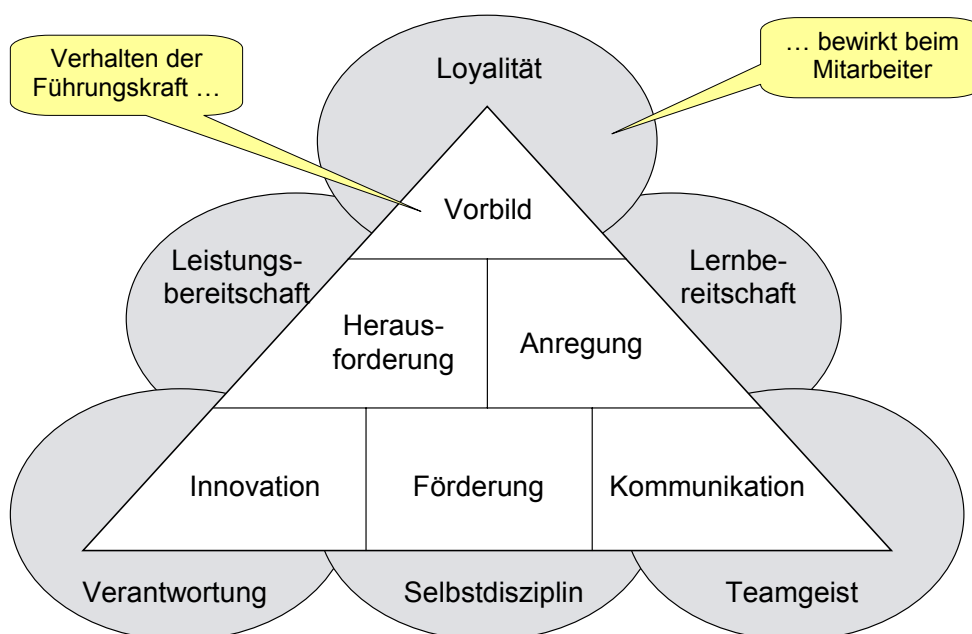 Verhalten der
Führungskraft …
Loyalität
… bewirkt beim
Mitarbeiter
Vorbild
Leistungs-
bereitschaft
Lernbe-
reitschaft
Heraus-
forderung
Anregung
Innovation
Förderung
Kommunikation
Verantwortung
Selbstdisziplin
Teamgeist